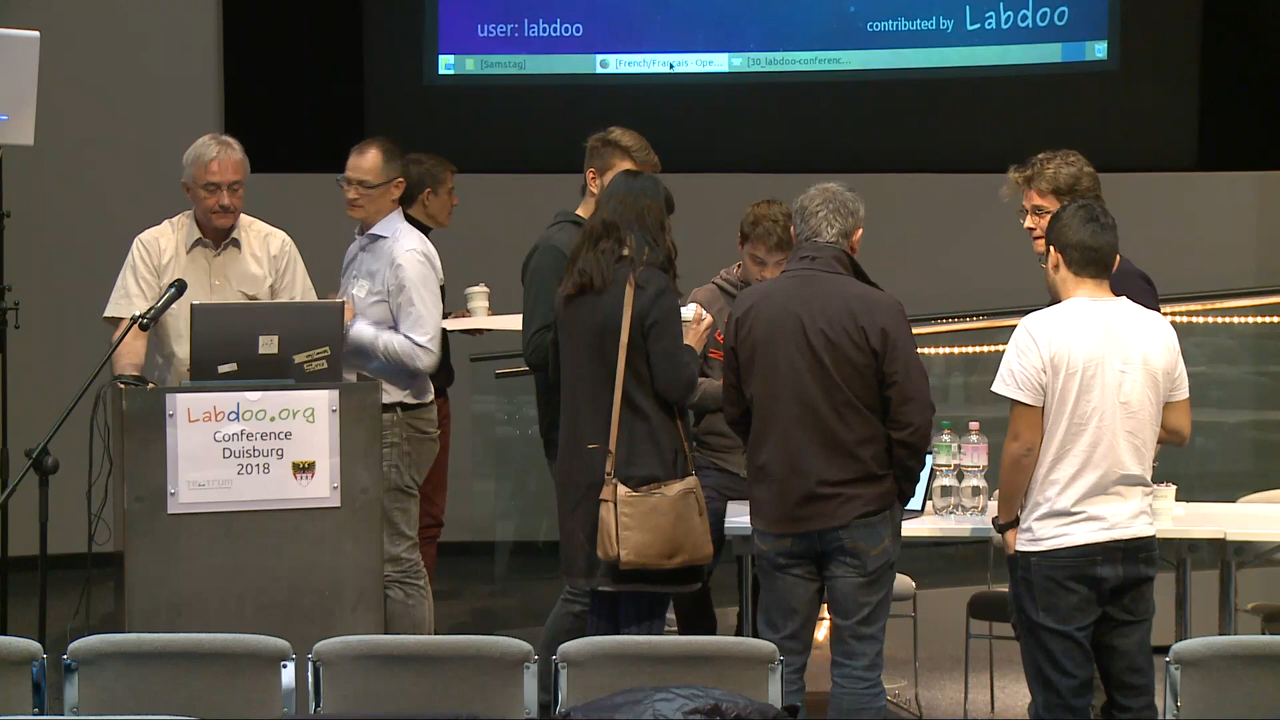 user: labdoo
contributed by Labdoo
[Samstag]
[French/Français - Ope...
[30_labdoo-conferenc...
Labdoo.org
Conference
Duisburg
2018